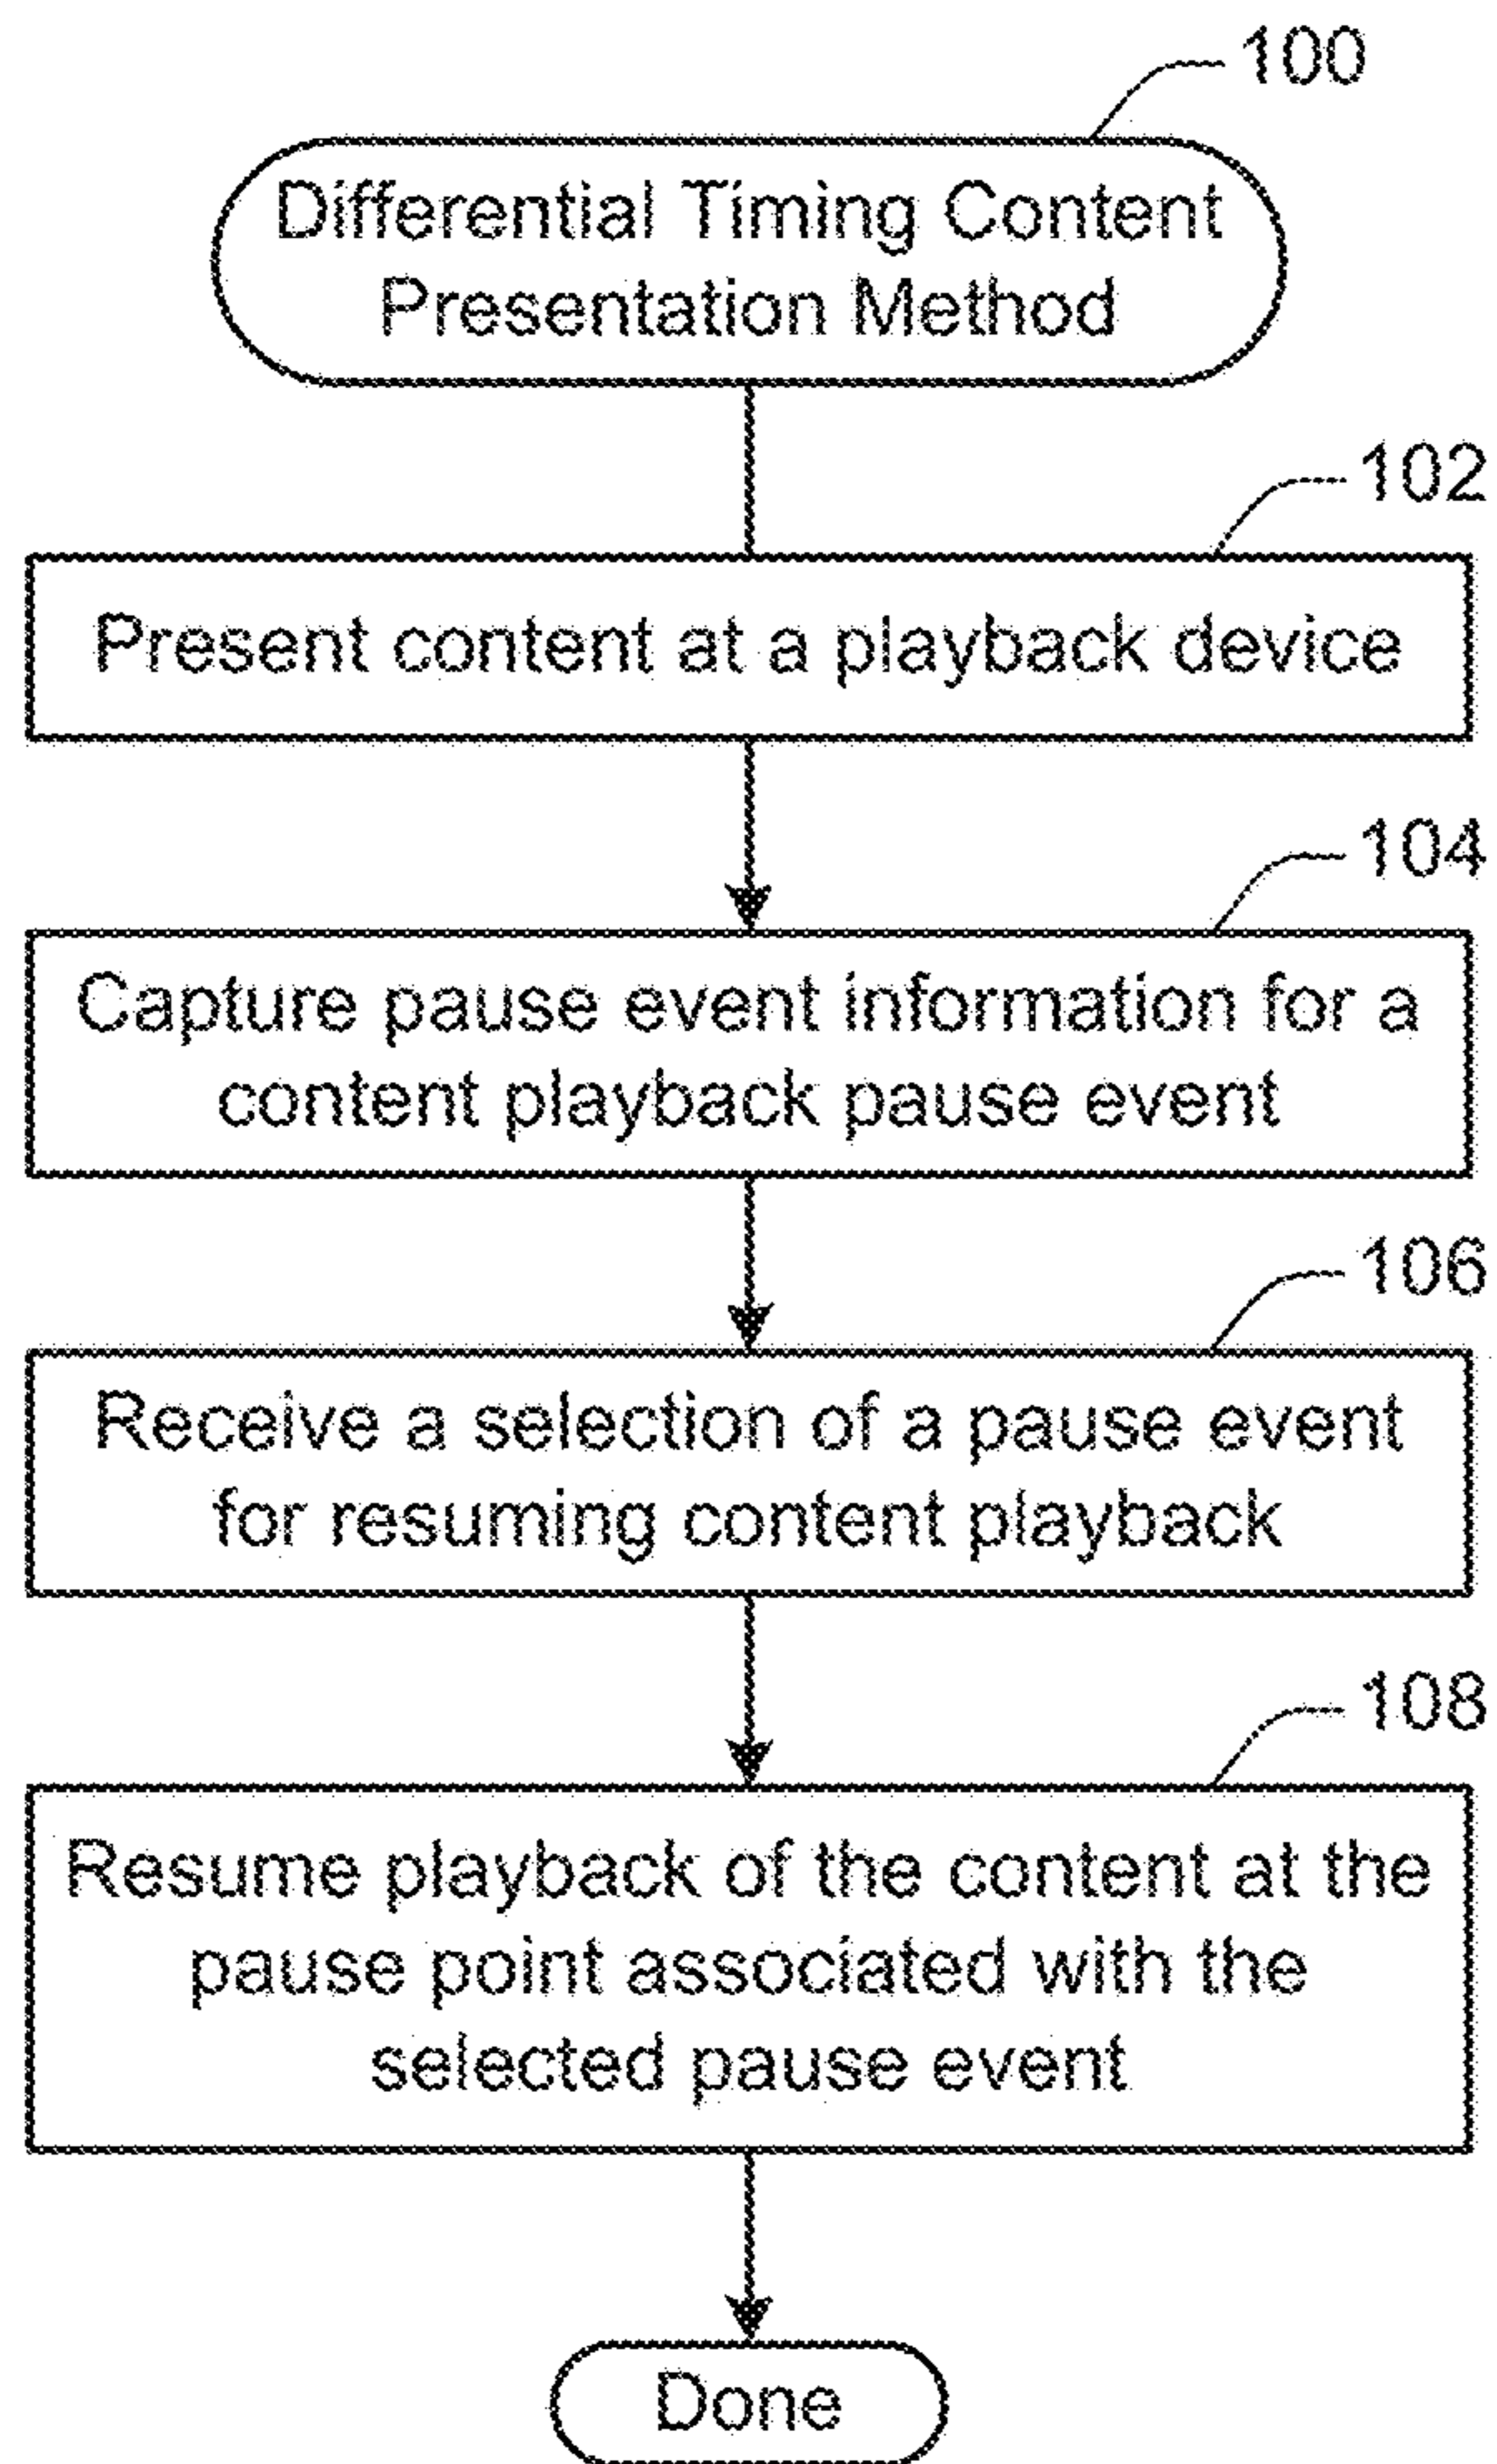 100
Differential Timing Content
Presentation Method
102
Present content at a playback device
104
Capture pause event information for a
content playback pause event
106
Receive a selection of a pause event
for resuming content playback
108
Resume playback of the content at the
pause point associated with the
selected pause event
Done